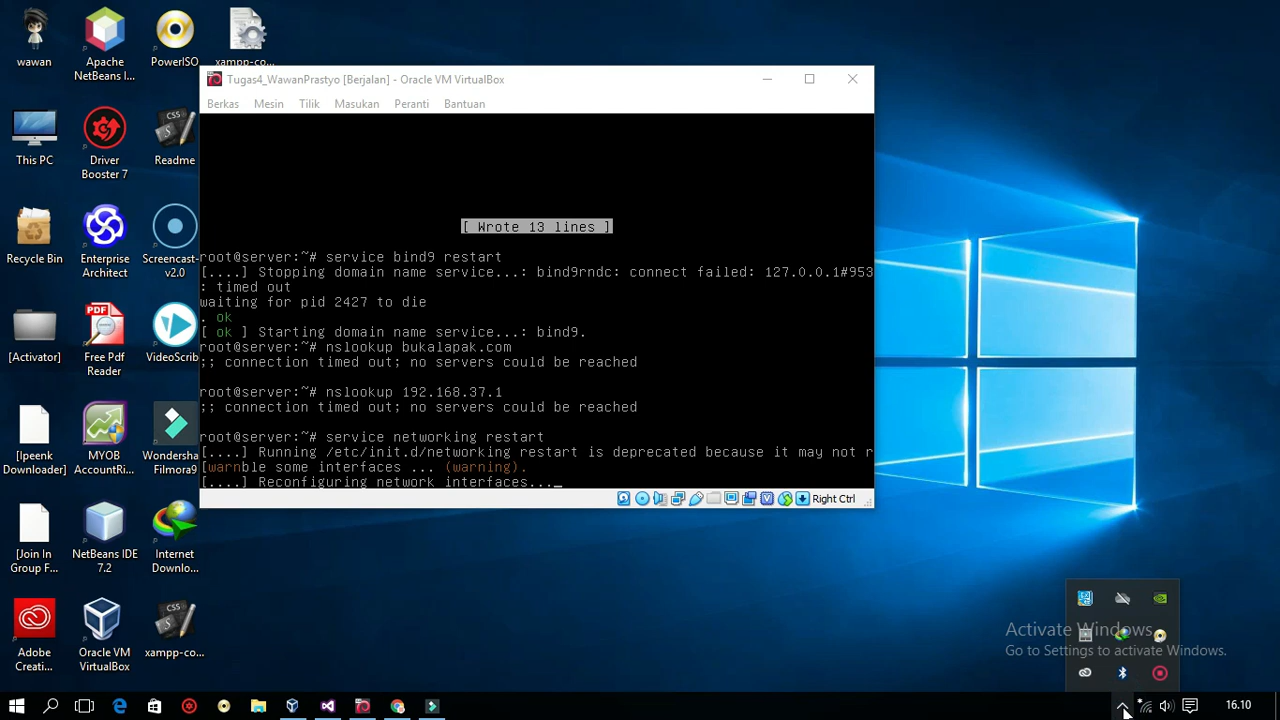 wawan
Apache
NetBeans I...
PowerISO
xampp-co...
This PC
Driver
Booster 7
CSS
Readme
Recycle Bin
Enterprise
Architect
Screencast-
v2.0
[Activator]
PDF
Free Pdf
Reader
VideoScrib
[Ipeenk
Downloader]
MYOB
AccountRi...
Wondersha
Filmora9
[Join In
Group F...
NetBeans IDE
7.2
Internet
Downlo...
Adobe
Creati...
Oracle VM
VirtualBox
CSS
xampp-co...
Tugas4_WawanPrastyo [Berjalan] - Oracle VM VirtualBox
Berkas Mesin Tilik Masukan Peranti Bantuan
[ Wrote 13 lines ]
root@server:~# service bind9 restart
[....] Stopping domain name service...: bind9rndc: connect failed: 127.0.0.1#953
: timed out
waiting for pid 2427 to die
. ok
[ ok ] Starting domain name service...: bind9.
root@server:~# nslookup bukalapak.com
;; connection timed out; no servers could be reached
root@server:~# nslookup 192.168.37.1
;; connection timed out; no servers could be reached
root@server:~# service networking restart
[....] Running /etc/init.d/networking restart is deprecated because it may not r
[warnble some interfaces ... (warning).
[....] Reconfiguring network interfaces..._
Right Ctrl
Activate Windows
Go to Settings to activate Windows.
16.10